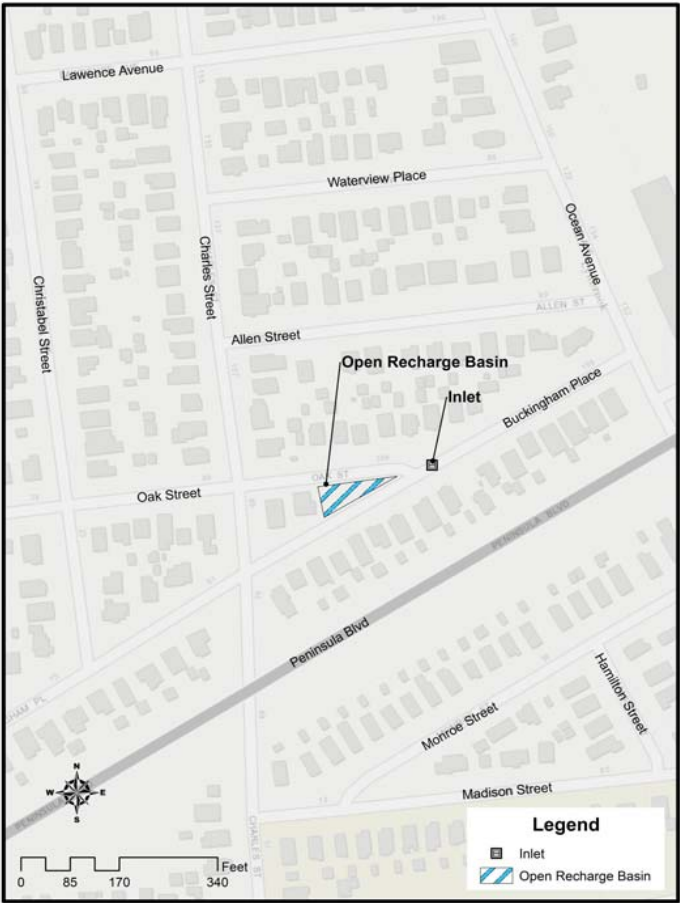 Lawence Avenue
Waterview Place
Ocean Avenue
Charles Street
Christabel Street
ALLEN ST
Allen Street
Open Recharge Basin
Inlet
Buckingham Place
OAK ST
Oak Street
PENINSULA BLVD
Peninsula Blvd
Hamilton Street
Monroe Street
Madison Street
N
W E
S
CHARLES ST
Legend
Inlet
Open Recharge Basin
Feet
0 85 170 340